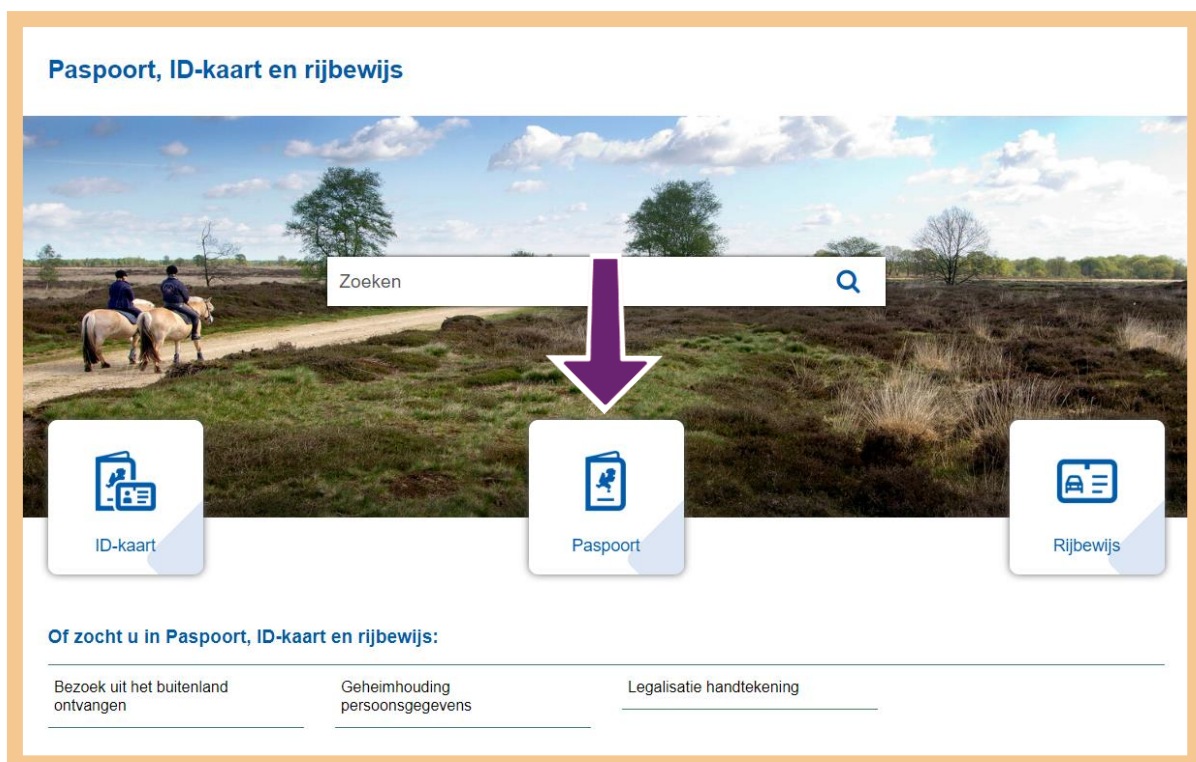 Paspoort, ID-kaart en rijbewijs
Zoeken
ID-kaart
Paspoort
Rijbewijs
Of zocht u in Paspoort, ID-kaart en rijbewijs:
Bezoek uit het buitenland
ontvangen
Geheimhouding
persoonsgegevens
Legalisatie handtekening